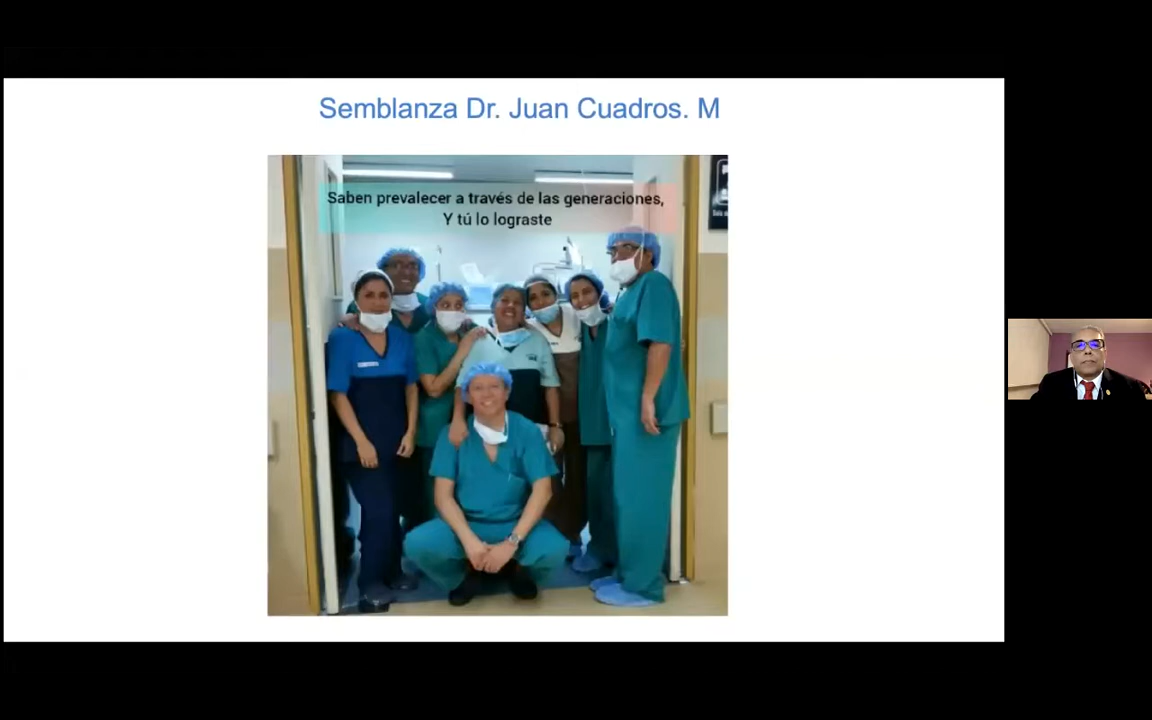 Semblanza Dr. Juan Cuadros. M
Saben prevalecer a través de las generaciones,
Y tú lo lograste